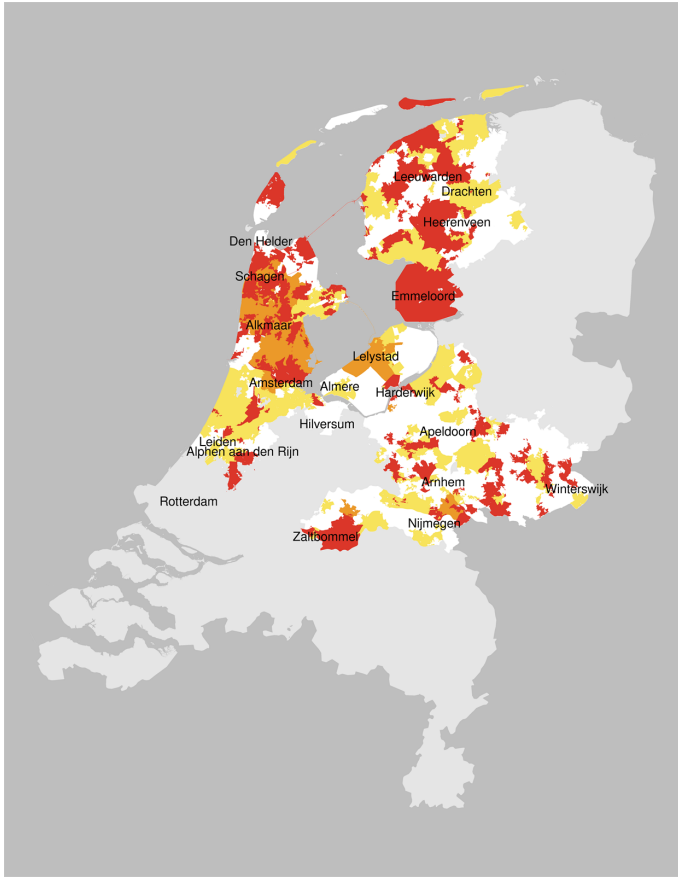 Leeuwarden
Drachten
Heerenveen
Den Helder
Schagen
Emmeloord
Alkmaar
Lelystad
Amsterdam
Almere
Harderwijk
Hilversum
Apeldoorn
Leiden
Alphen aan den Rijn
Arnhem
Winterswijk
Rotterdam
Nijmegen
Zaltbommel